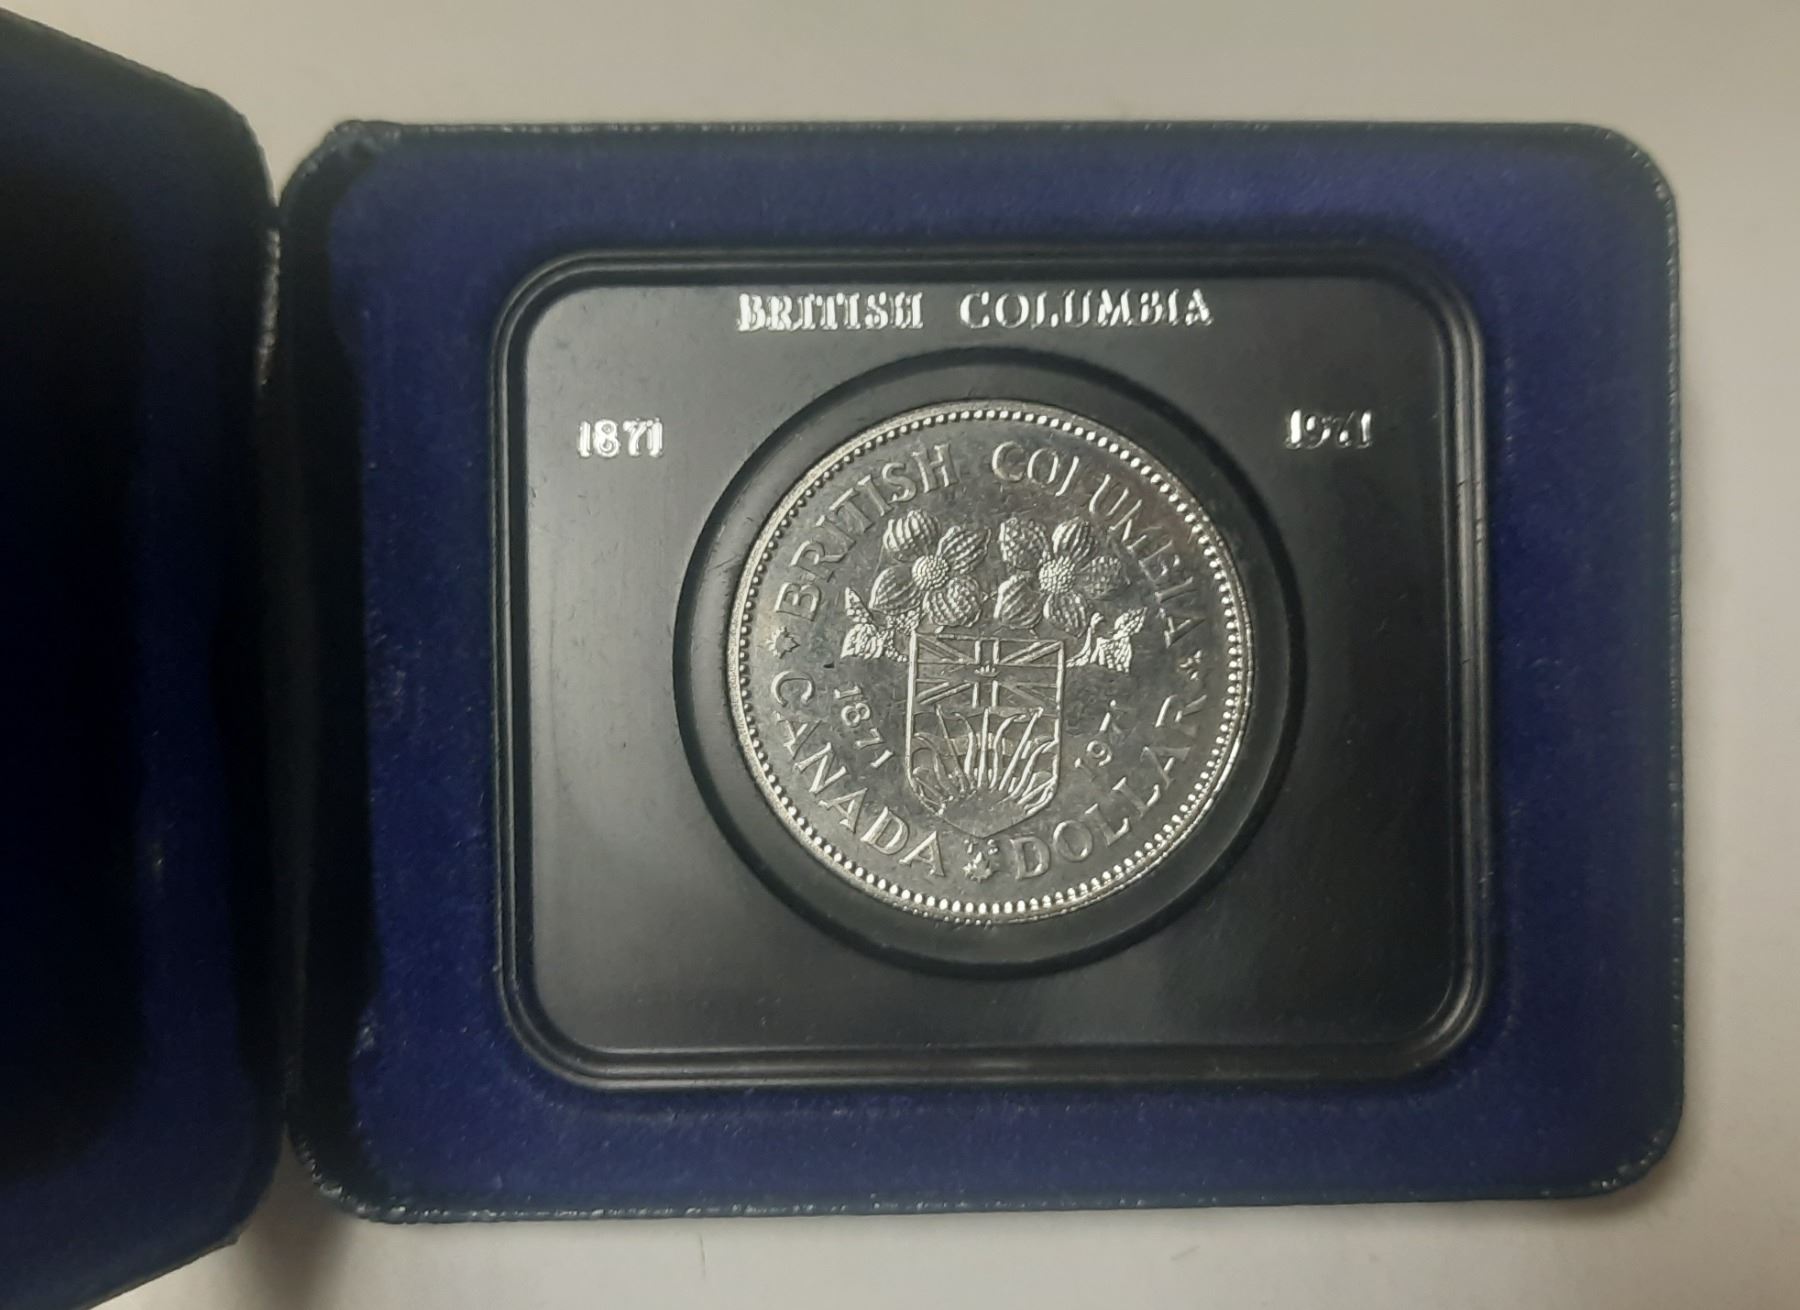 BRITISH COLUMBIA
1871 1971
BRITISH COLUMBIA
1871 1971
CANADA DOLLAR
T.S